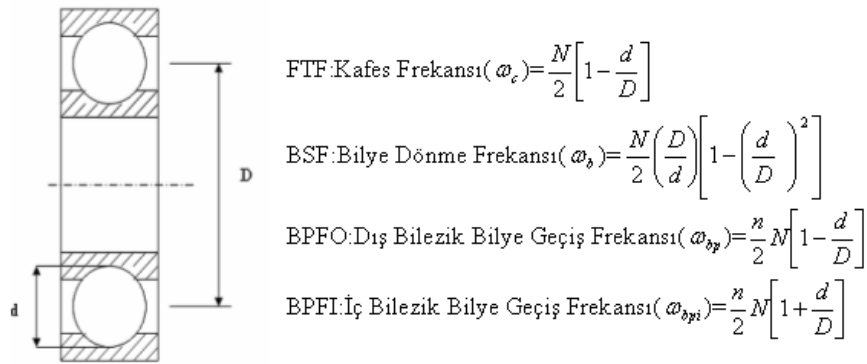 FTF:Kafes Frekansı(ω_c)=N/2[1-d/D]
BSF:Bilye Dönme Frekansı(ω_b)=N/2(D/d)[1-(d/D)^2]
BPFO:Dış Bilezik Bilye Geçiş Frekansı(ω_bp)=n/2 N[1-d/D]
BPFI:İç Bilezik Bilye Geçiş Frekansı(ω_bpi)=n/2 N[1+d/D]
D
d